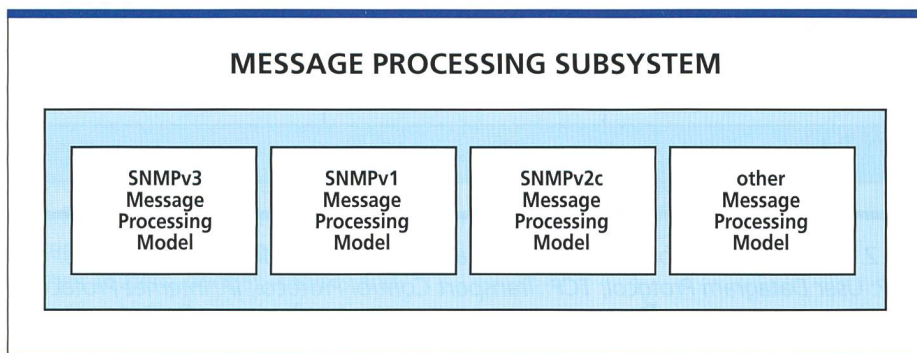 MESSAGE PROCESSING SUBSYSTEM
SNMPv3
Message
Processing
Model
SNMPv1
Message
Processing
Model
SNMPv2c
Message
Processing
Model
other
Message
Processing
Model